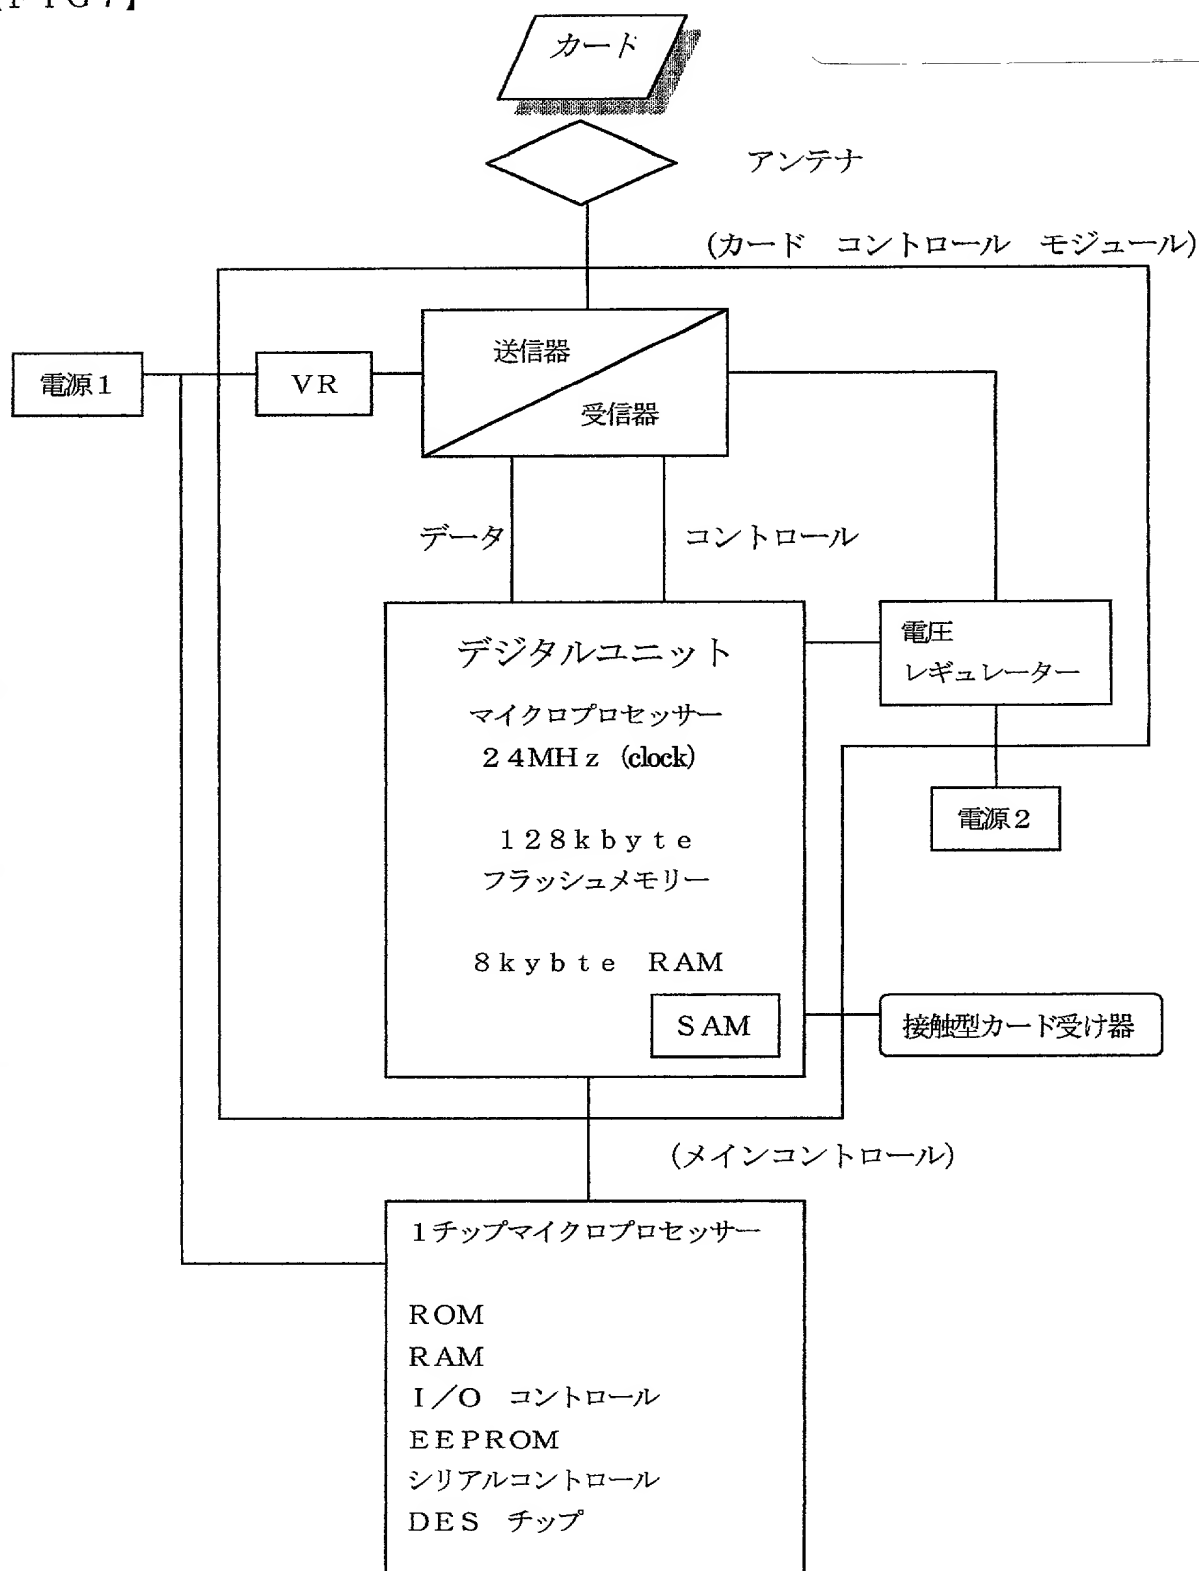 【ＦＩＧ７】
カード
アンテナ
(カード　コントロール　モジュール)
送信器
電源１
ＶＲ
受信器
データ
コントロール
デジタルユニット
電圧
レギュレーター
マイクロプロセッサー
２４MHｚ (clock)
電源２
１２８ｋｂｙｔｅ
フラッシュメモリー
８ｋｙｂｔｅ　RAM
ＳＡＭ
接触型カード受け器
(メインコントロール)
１チップマイクロプロセッサー
ＲＯＭ
ＲＡＭ
Ｉ／Ｏ　コントロール
ＥＥＰＲＯＭ
シリアルコントロール
ＤＥＳ　チップ